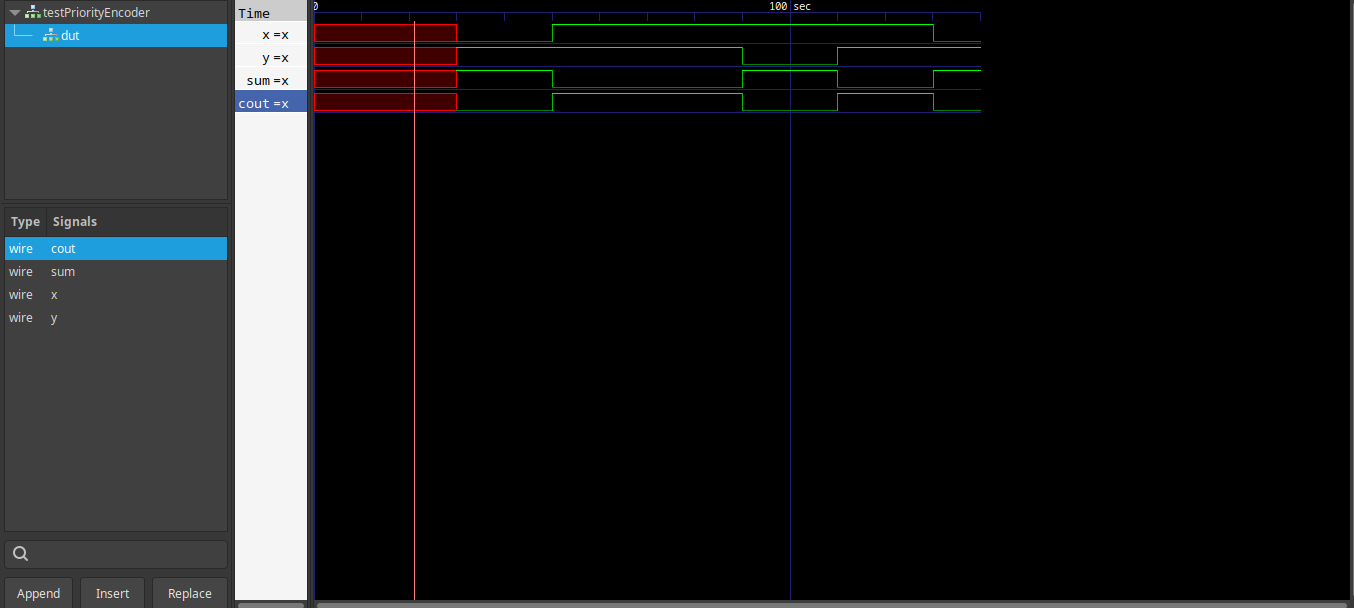 testPriorityEncoder
dut
Type Signals
wire cout
wire sum
wire x
wire y
Append Insert Replace
Time
x =x
y =x
sum =x
cout =x
0 100 sec